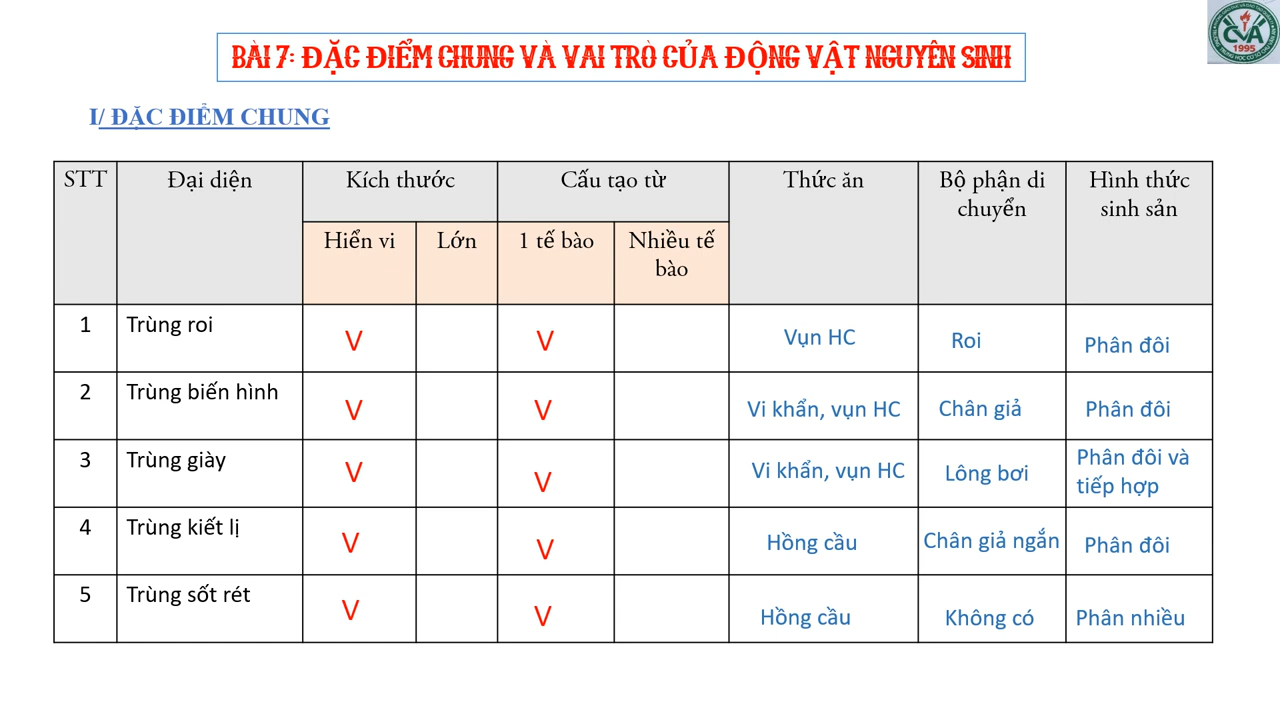 BÀI 7: ĐẶC ĐIỂM CHUNG VÀ VAI TRÒ CỦA ĐỘNG VẬT NGUYÊN SINH
CVA
1995
I/ ĐẶC ĐIỂM CHUNG
STT Đại diện Kích thước Cấu tạo từ Thức ăn Bộ phận di chuyển Hình thức sinh sản
Hiển vi Lớn 1 tế bào Nhiều tế bào
1 Trùng roi V V Vụn HC Roi Phân đôi
2 Trùng biến hình V V Vi khẩn, vụn HC Chân giả Phân đôi
3 Trùng giày V V Vi khẩn, vụn HC Lông bơi Phân đôi và tiếp hợp
4 Trùng kiết lị V V Hồng cầu Chân giả ngắn Phân đôi
5 Trùng sốt rét V V Hồng cầu Không có Phân nhiều